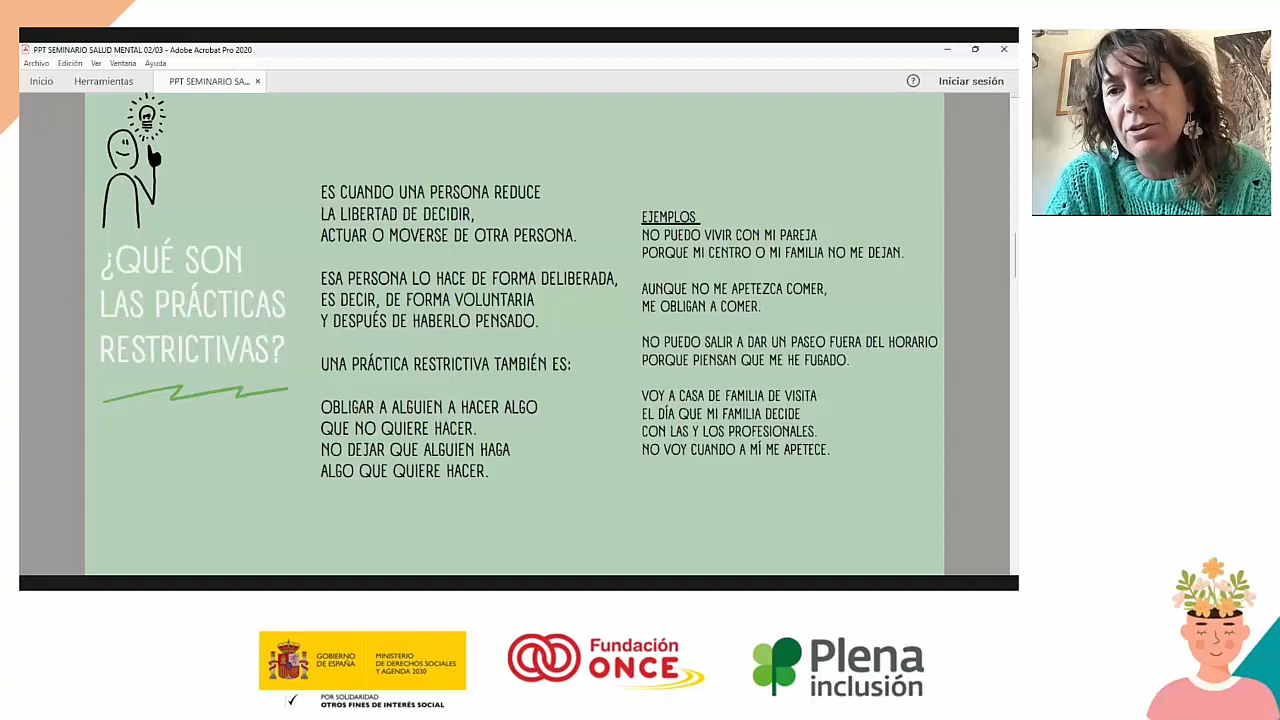 PPT SEMINARIO SALUD MENTAL 02/03 - Adobe Acrobat Pro 2020
Archivo Edición Ver Ventana Ayuda
Inicio Herramientas PPT SEMINARIO SA... × ? Iniciar sesión
¿QUÉ SON
LAS PRÁCTICAS
RESTRICTIVAS?
ES CUANDO UNA PERSONA REDUCE
LA LIBERTAD DE DECIDIR,
ACTUAR O MOVERSE DE OTRA PERSONA.
ESA PERSONA LO HACE DE FORMA DELIBERADA,
ES DECIR, DE FORMA VOLUNTARIA
Y DESPUÉS DE HABERLO PENSADO.
UNA PRÁCTICA RESTRICTIVA TAMBIÉN ES:
OBLIGAR A ALGUIEN A HACER ALGO
QUE NO QUIERE HACER.
NO DEJAR QUE ALGUIEN HAGA
ALGO QUE QUIERE HACER.
EJEMPLOS
NO PUEDO VIVIR CON MI PAREJA
PORQUE MI CENTRO O MI FAMILIA NO ME DEJAN.
AUNQUE NO ME APETEZCA COMER,
ME OBLIGAN A COMER.
NO PUEDO SALIR A DAR UN PASEO FUERA DEL HORARIO
PORQUE PIENSAN QUE ME HE FUGADO.
VOY A CASA DE FAMILIA DE VISITA
EL DÍA QUE MI FAMILIA DECIDE
CON LAS Y LOS PROFESIONALES.
NO VOY CUANDO A MÍ ME APETECE.
GOBIERNO
DE ESPAÑA
MINISTERIO
DE DERECHOS SOCIALES
Y AGENDA 2030
POR SOLIDARIDAD
OTROS FINES DE INTERÉS SOCIAL
Fundación
ONCE
Plena
inclusión